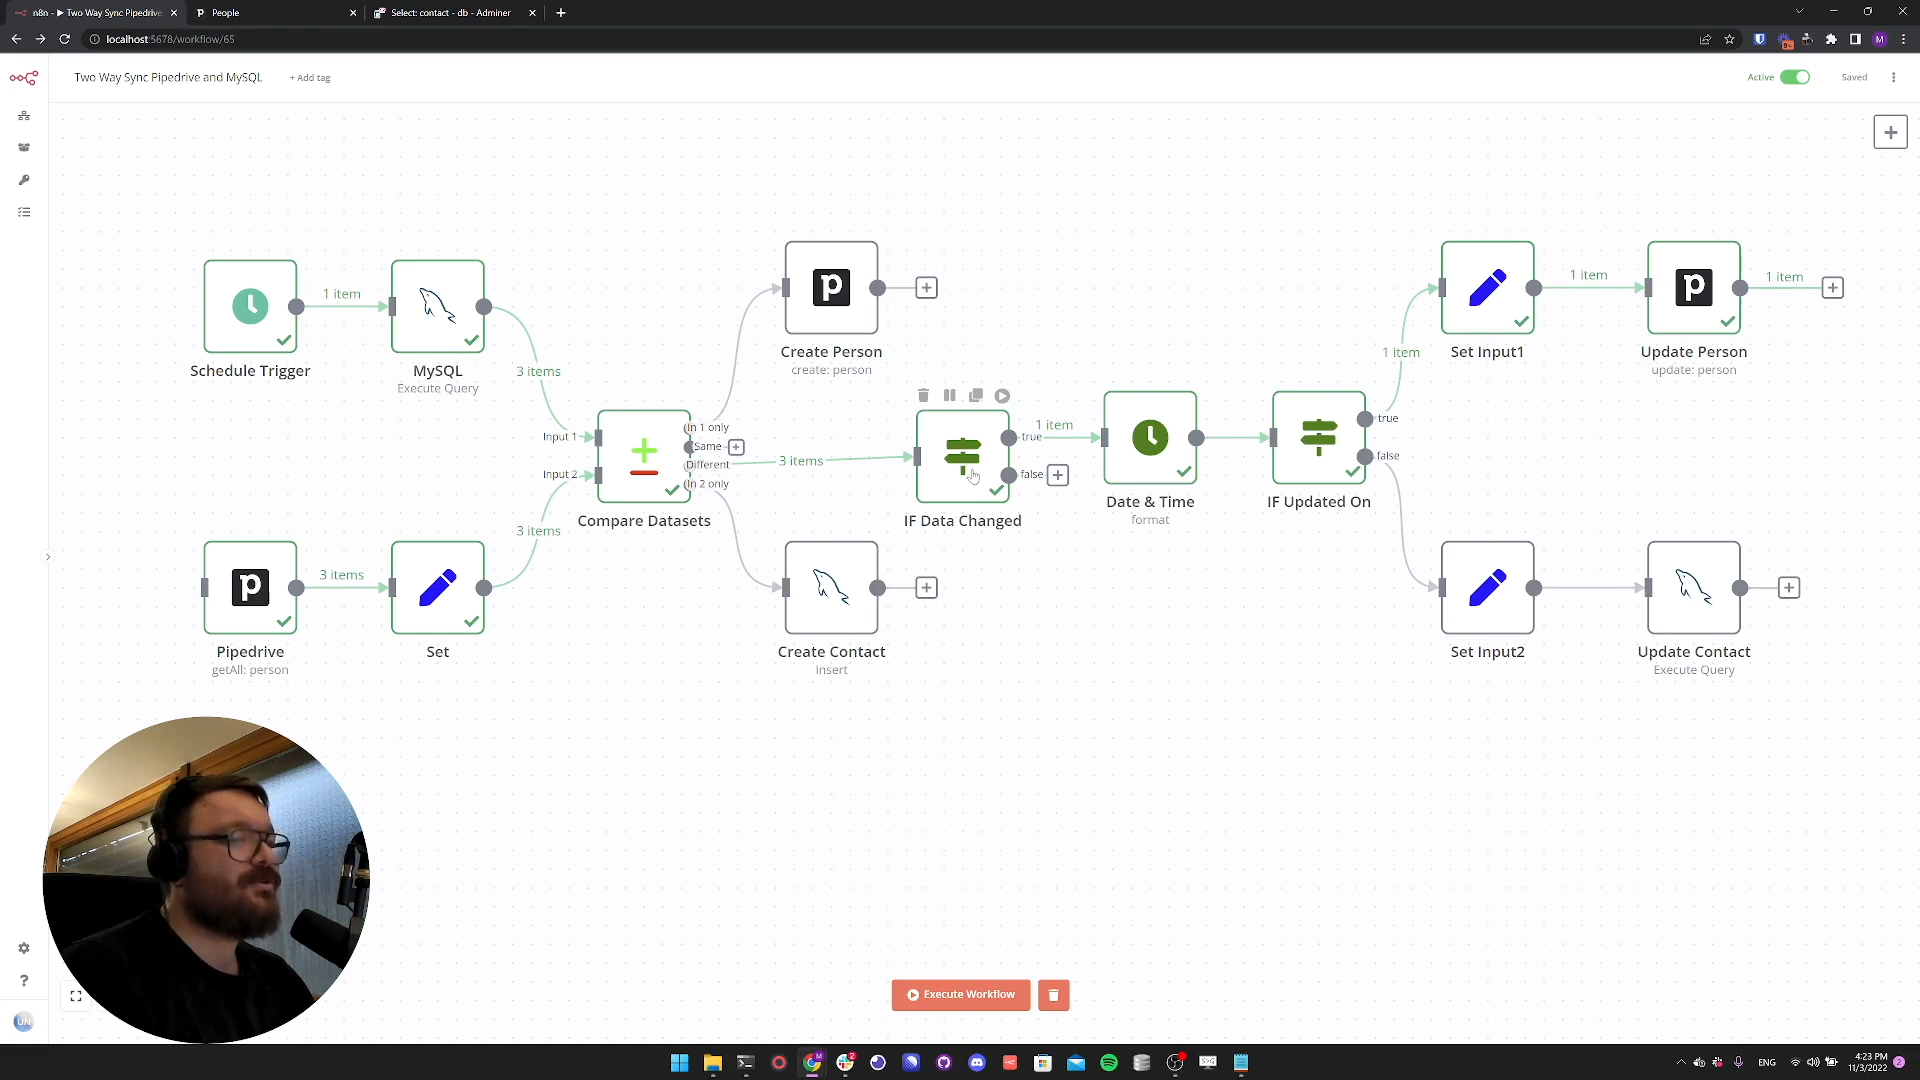 n8n - ▶ Two Way Sync Pipedrive
People
Select: contact - db - Adminer
localhost:5678/workflow/65
Two Way Sync Pipedrive and MySQL
+ Add tag
Active
Saved
Schedule Trigger
1 item
MySQL
Execute Query
3 items
Pipedrive
getAll: person
3 items
Set
3 items
Input 1
Input 2
In 1 only
Same
Different
In 2 only
Compare Datasets
Create Person
create: person
3 items
Create Contact
Insert
IF Data Changed
true
false
1 item
Date & Time
format
IF Updated On
true
false
1 item
Set Input1
1 item
Update Person
update: person
1 item
Set Input2
Update Contact
Execute Query
Execute Workflow
UN
ENG
4:23 PM
11/3/2022